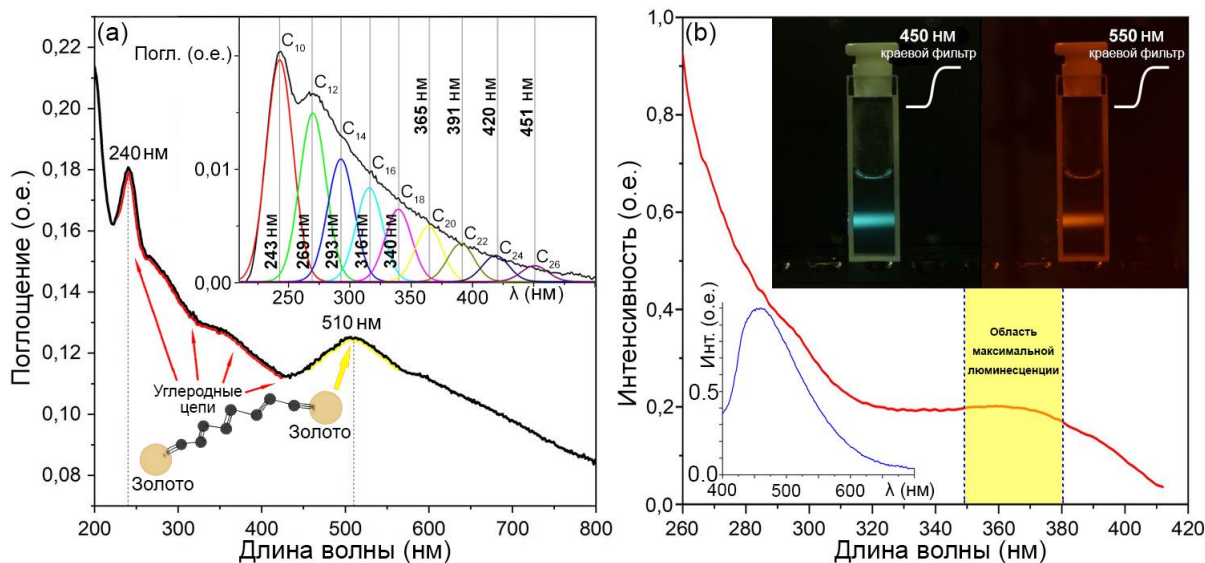 (a)
Поглощение (о.е.)
0,22
0,20
0,18
0,16
0,14
0,12
0,10
0,08
200 300 400 500 600 700 800
Длина волны (нм)
240 нм
510 нм
Углеродные
цепи
Золото
Золото
Погл. (о.е.)
0,01
0,00
250 300 350 400 450
λ (нм)
C10
C12
C14
C16
C18
C20
C22
C24
C26
243 нм
269 нм
293 нм
316 нм
340 нм
365 нм
391 нм
420 нм
451 нм
(b)
Интенсивность (о.е.)
1,0
0,8
0,6
0,4
0,2
0,0
260 280 300 320 340 360 380 400 420
Длина волны (нм)
450 нм
краевой фильтр
550 нм
краевой фильтр
Область
максимальной
люминесценции
Инт. (о.е.)
0.5
0.0
400 500 600
λ (нм)